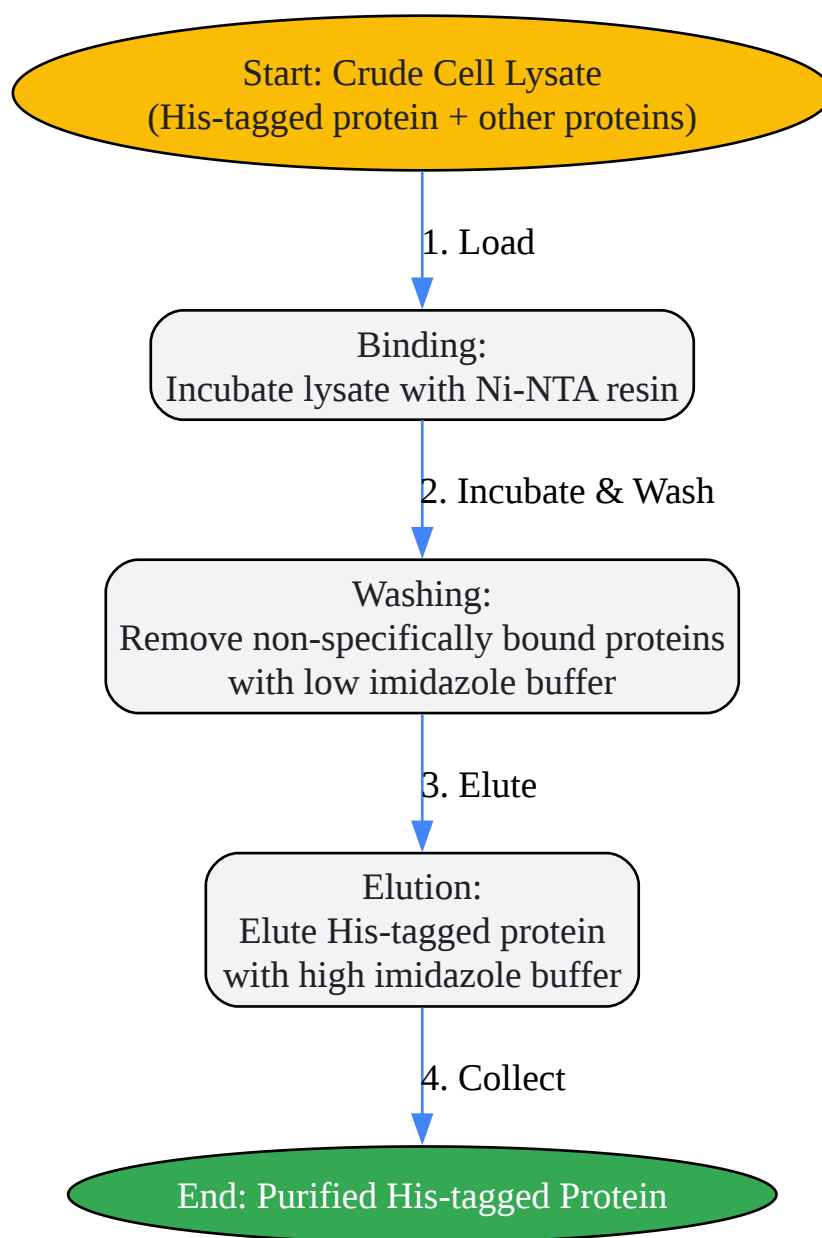 Start: Crude Cell Lysate
(His-tagged protein + other proteins)
1. Load
Binding:
Incubate lysate with Ni-NTA resin
2. Incubate & Wash
Washing:
Remove non-specifically bound proteins
with low imidazole buffer
3. Elute
Elution:
Elute His-tagged protein
with high imidazole buffer
4. Collect
End: Purified His-tagged Protein